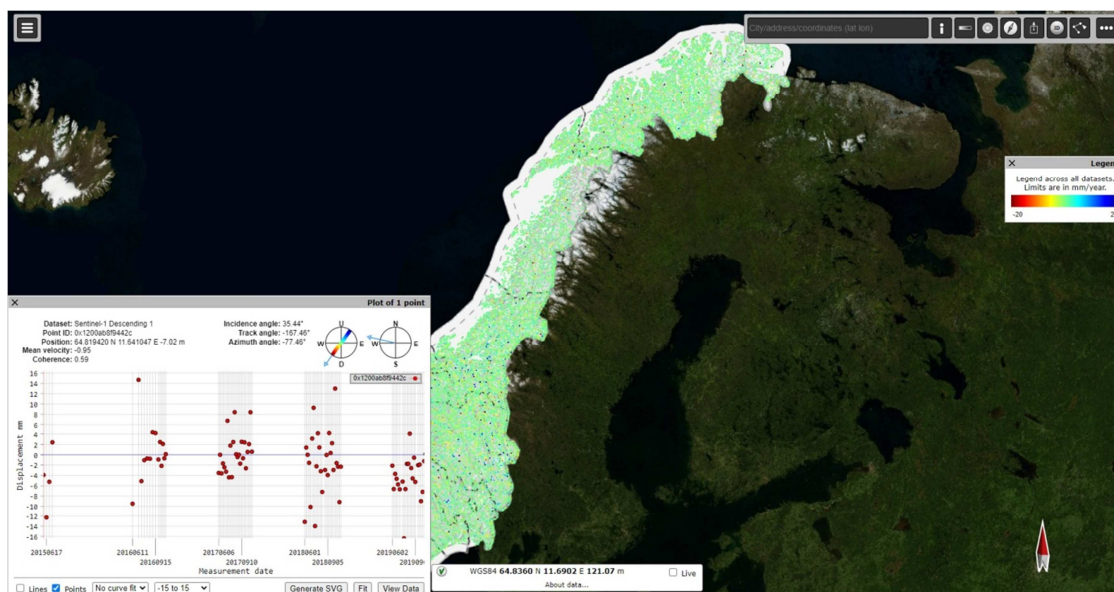 City/address/coordinates (lat lon)
3D
Legen
Legend across all datasets.
Limits are in mm/year.
-20 2
Plot of 1 point
Dataset: Sentinel-1 Descending 1
Point ID: 0x1200ab8f9442c
Position: 64.819420 N 11.641047 E -7.02 m
Mean velocity: -0.95
Coherence: 0.59
Incidence angle: 35.44°
Track angle: -167.46°
Azimuth angle: -77.46°
U
W E
D
N
W E
S
0x1200ab8f9442c
Displacement mm
16
14
12
10
8
6
4
2
0
-2
-4
-6
-8
-10
-12
-14
-16
20150617 20160611 20170606 20180601 20190602
20160915 20170910 20180905 201909
Measurement date
Lines Points No curve fit -15 to 15 Generate SVG Fit View Data
WGS84 64.8360 N 11.6902 E 121.07 m Live
About data...
N